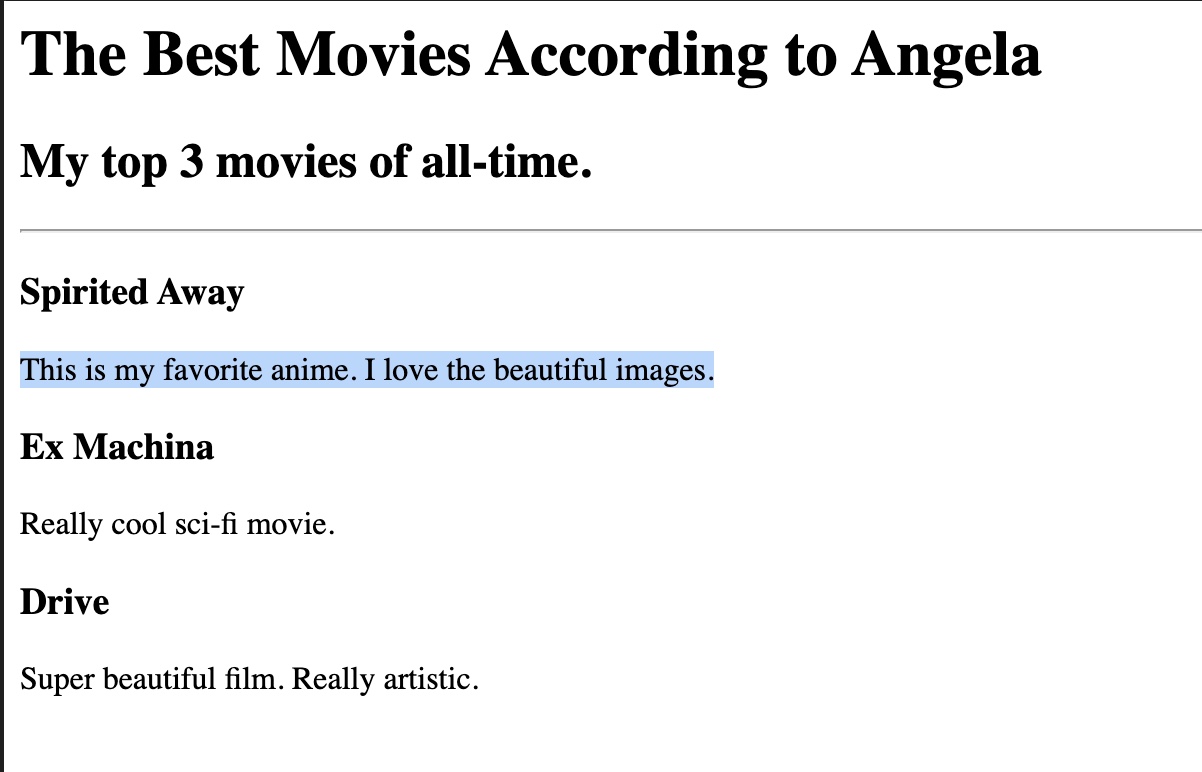 The Best Movies According to Angela
My top 3 movies of all-time.
Spirited Away
This is my favorite anime. I love the beautiful images.
Ex Machina
Really cool sci-fi movie.
Drive
Super beautiful film. Really artistic.